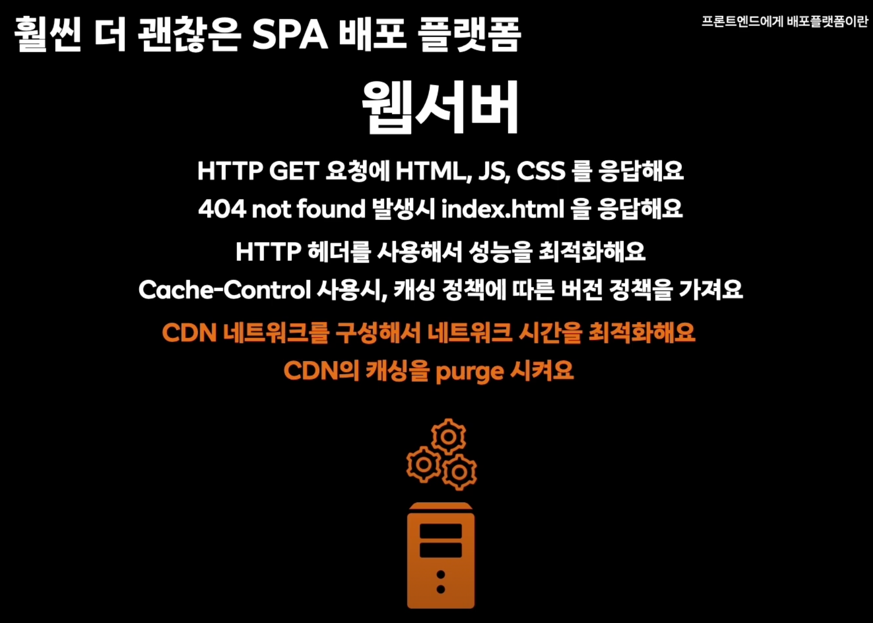 훨씬 더 괜찮은 SPA 배포 플랫폼
프론트엔드에게 배포플랫폼이란
웹서버
HTTP GET 요청에 HTML, JS, CSS 를 응답해요
404 not found 발생시 index.html 을 응답해요
HTTP 헤더를 사용해서 성능을 최적화해요
Cache-Control 사용시, 캐싱 정책에 따른 버전 정책을 가져요
CDN 네트워크를 구성해서 네트워크 시간을 최적화해요
CDN의 캐싱을 purge 시켜요